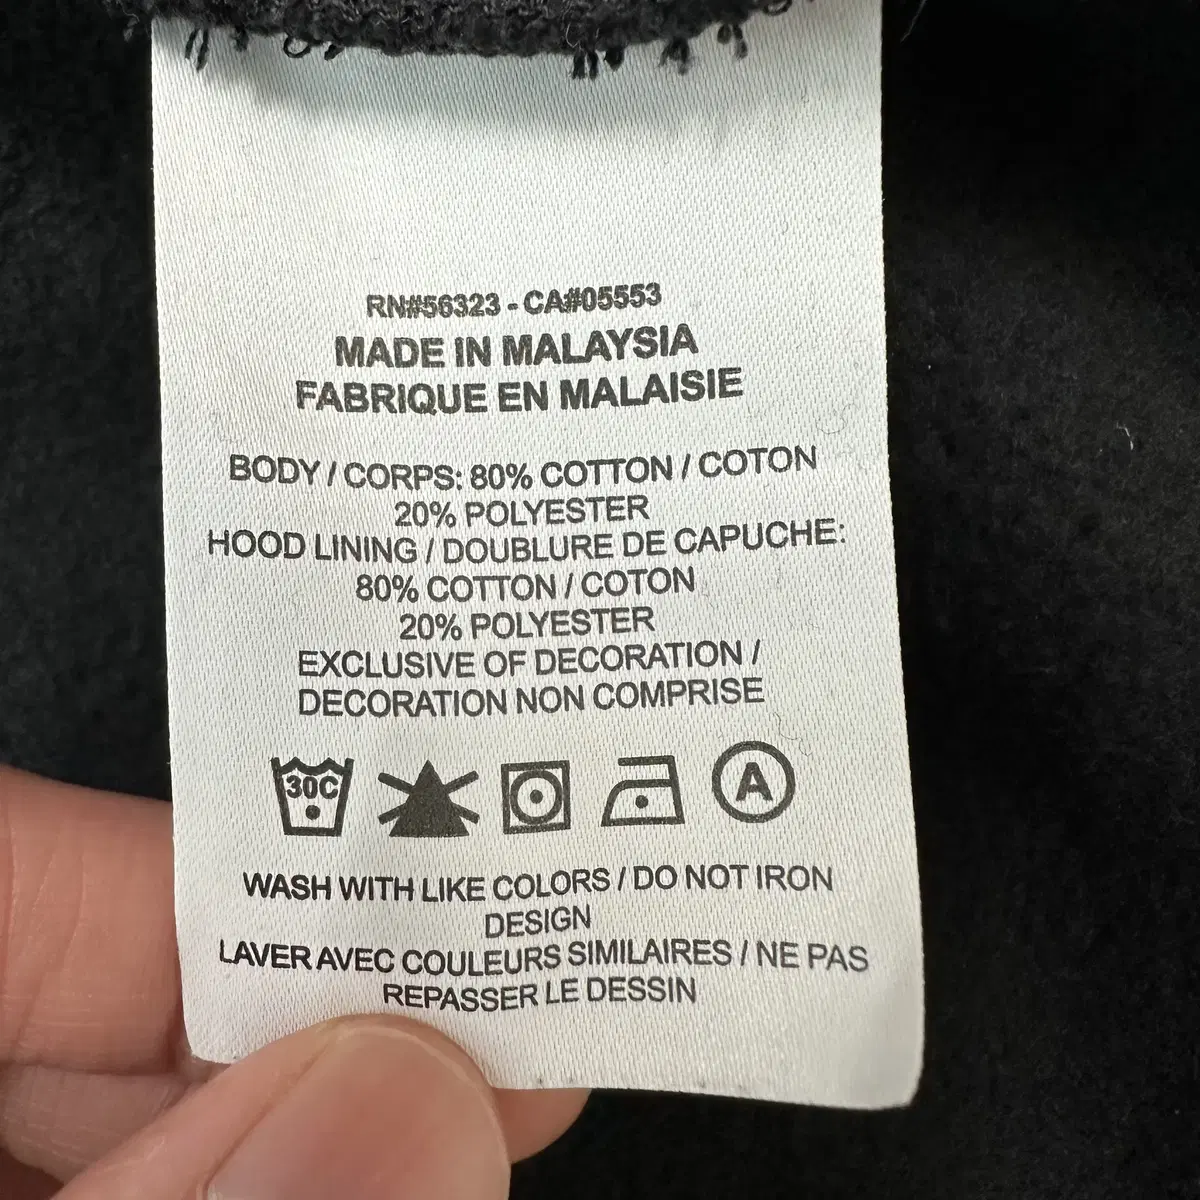 RN#56323 - CA#05553
MADE IN MALAYSIA
FABRIQUE EN MALAISIE
BODY / CORPS: 80% COTTON / COTON
20% POLYESTER
HOOD LINING / DOUBLURE DE CAPUCHE:
80% COTTON / COTON
20% POLYESTER
EXCLUSIVE OF DECORATION /
DECORATION NON COMPRISE
30C A
WASH WITH LIKE COLORS / DO NOT IRON
DESIGN
LAVER AVEC COULEURS SIMILAIRES / NE PAS
REPASSER LE DESSIN